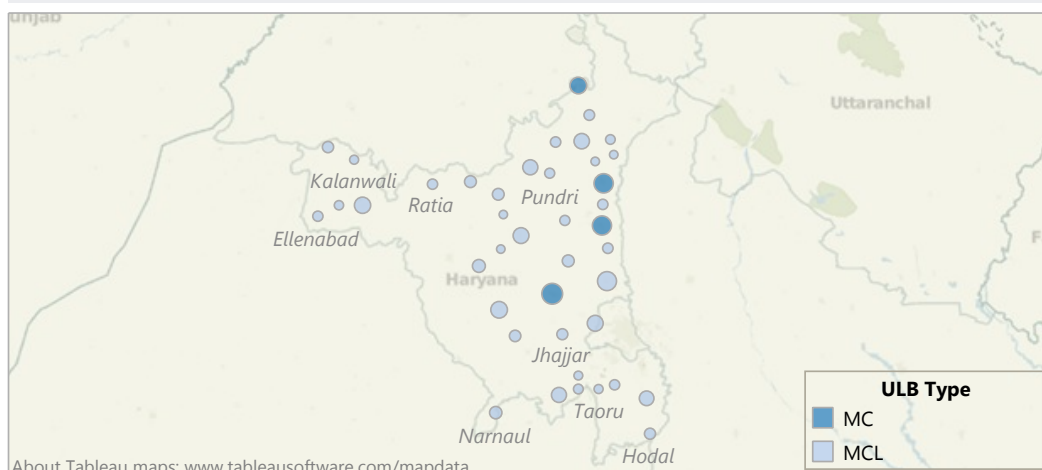 unjab
Uttaranchal
Kalanwali
Ratia
Pundri
Ellenabad
Haryana
Jhajjar
Taoru
Narnaul
Hodal
ULB Type
MC
MCL
About Tableau maps: www.tableausoftware.com/mapdata